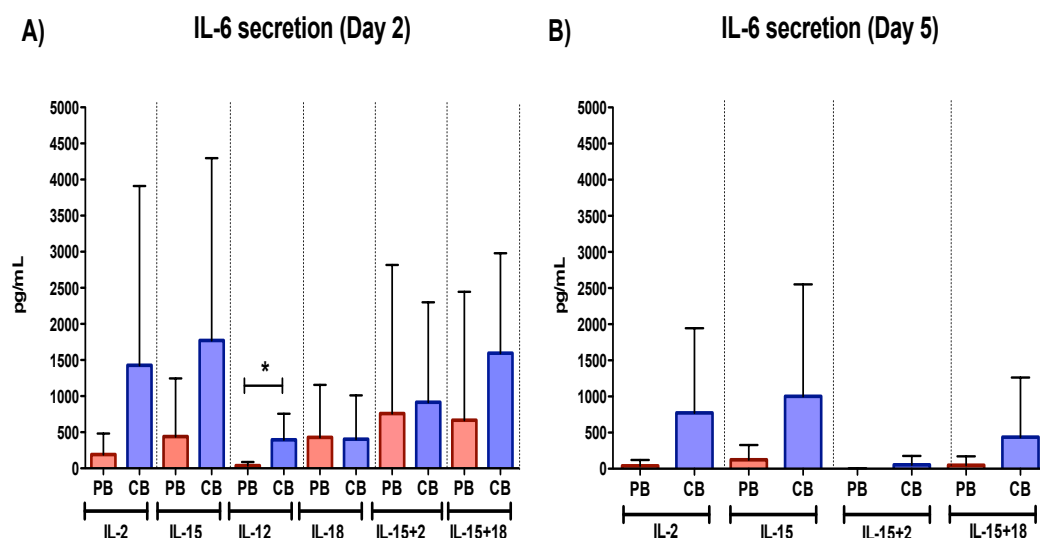 A) IL-6 secretion (Day 2)
5000
4500
4000
3500
3000
2500
2000
1500
1000
500
0
pg/mL
*
PB CB PB CB PB CB PB CB PB CB PB CB
IL-2 IL-15 IL-12 IL-18 IL-15+2 IL-15+18
B) IL-6 secretion (Day 5)
5000
4500
4000
3500
3000
2500
2000
1500
1000
500
0
pg/mL
PB CB PB CB PB CB PB CB
IL-2 IL-15 IL-15+2 IL-15+18